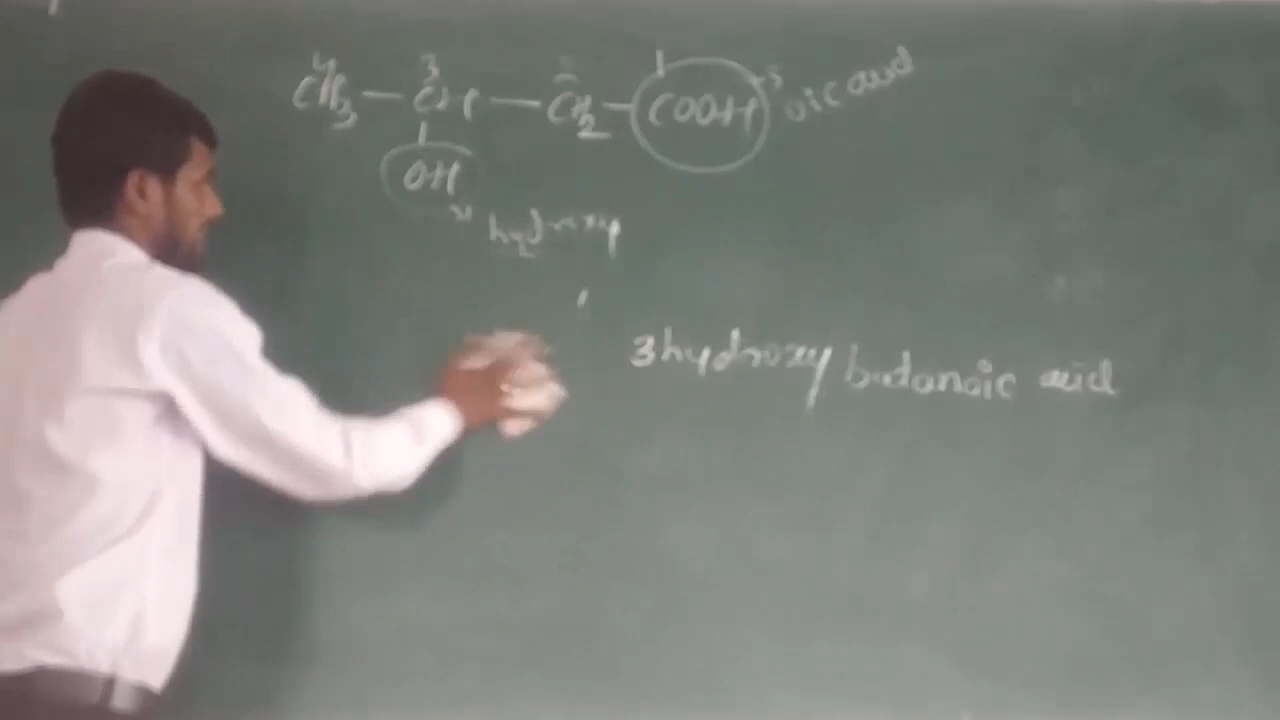 4 3 2 1
CH3 — CH — CH2 — COOH oic acid
OH
hydroxy
3 hydroxy butanoic acid